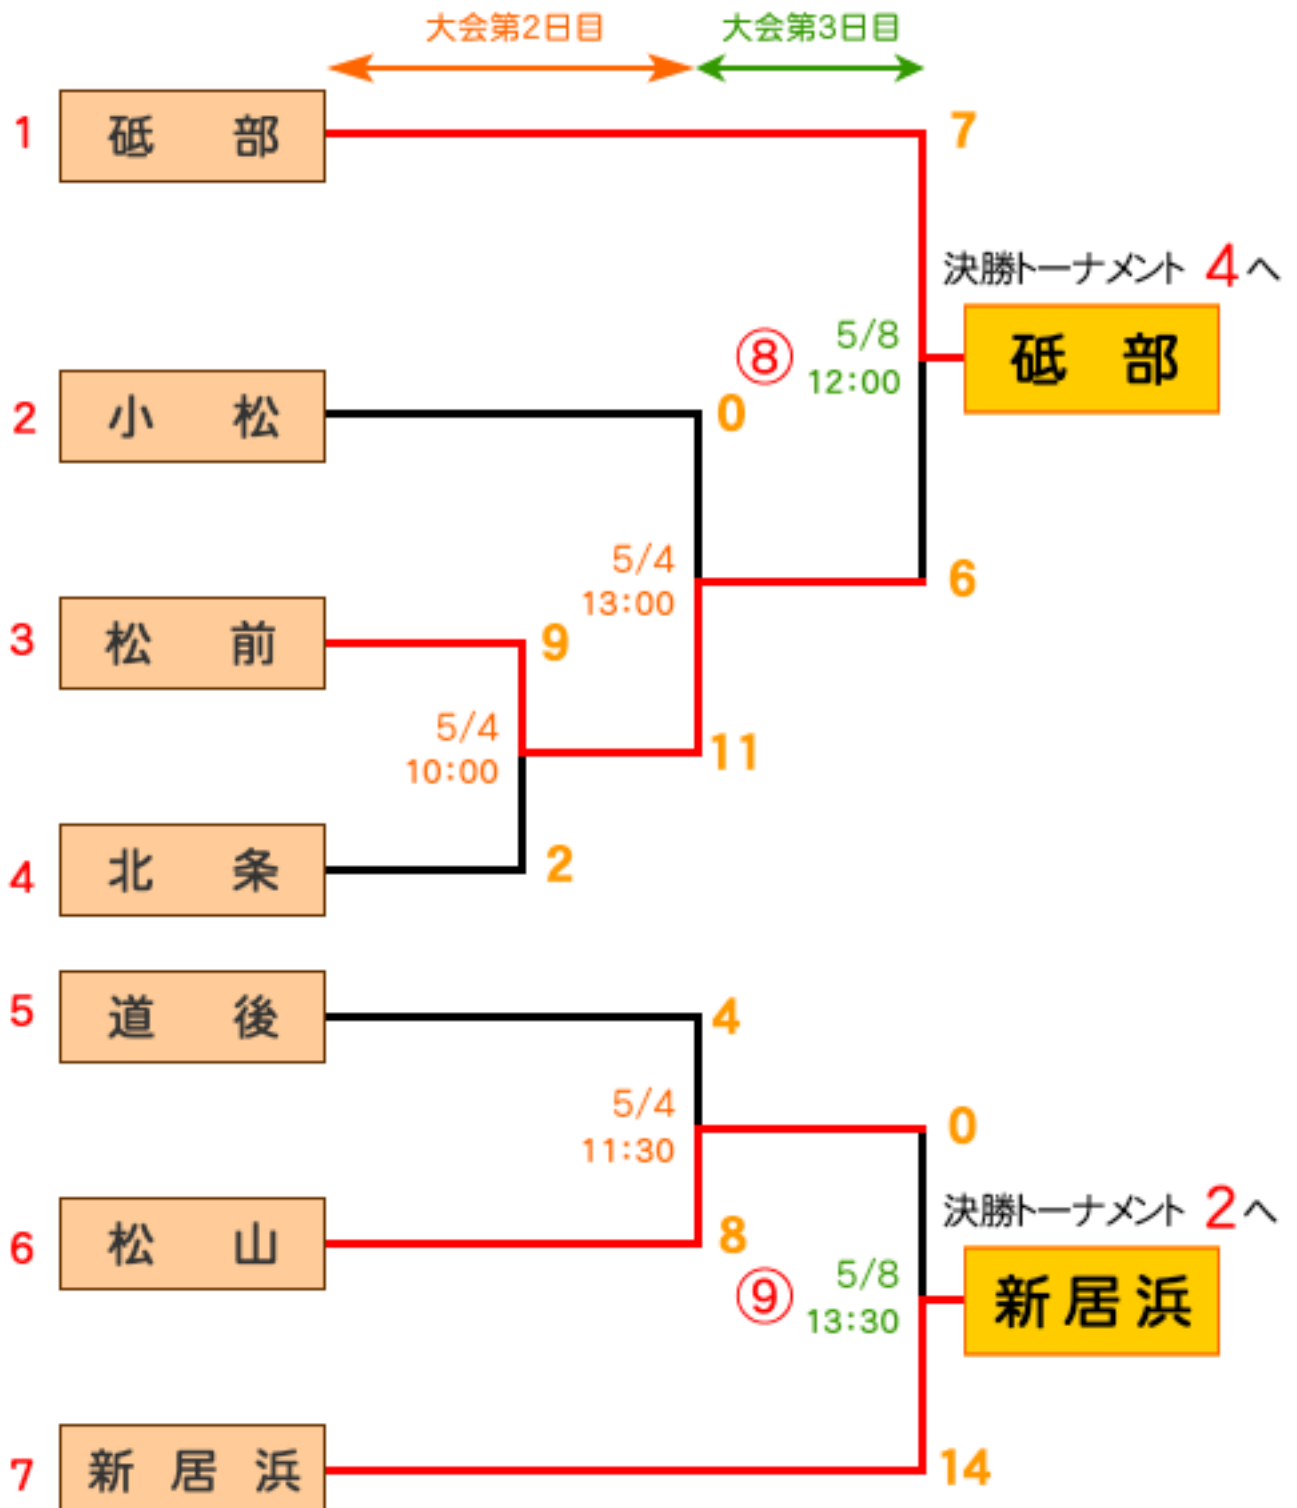 大会第2日目 大会第3日目
1 砥部 7
決勝トーナメント 4へ
⑧ 5/8
12:00
砥部
2 小松 0
5/4
13:00
6
3 松前 9
5/4
10:00
11
4 北条 2
5 道後 4
5/4
11:30
0
決勝トーナメント 2へ
6 松山 8
⑨ 5/8
13:30
新居浜
7 新居浜 14